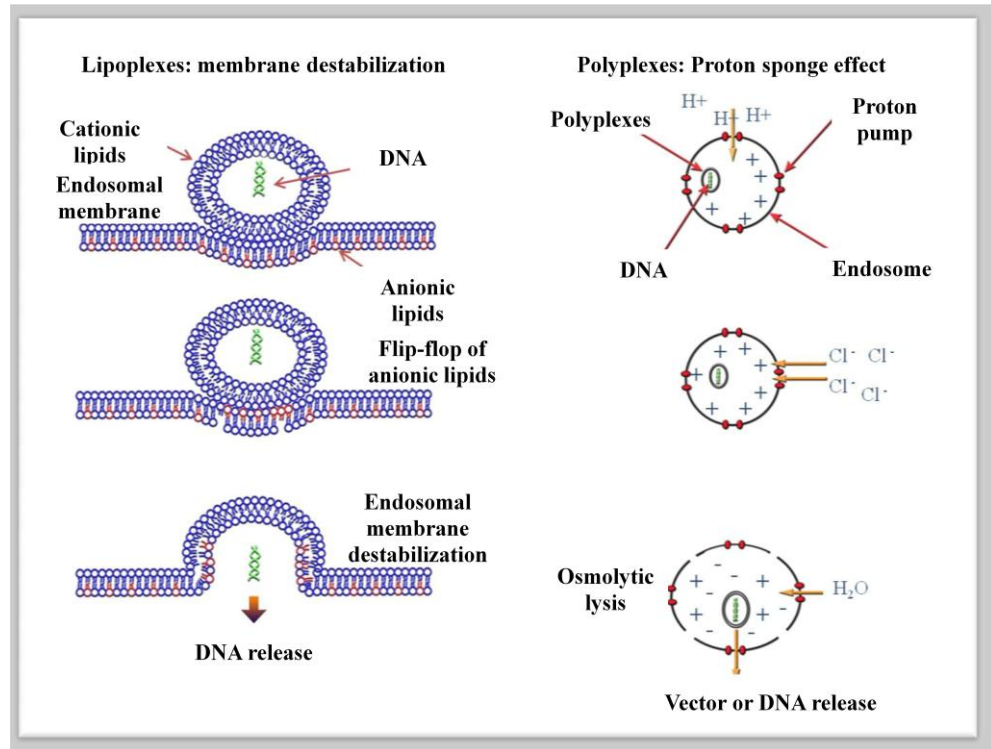 Lipoplexes: membrane destabilization
Cationic
lipids
Endosomal
membrane
DNA
Anionic
lipids
Flip-flop of
anionic lipids
Endosomal
membrane
destabilization
DNA release
Polyplexes: Proton sponge effect
H+
H+ H+
Polyplexes
Proton
pump
+
+ +
+ +
+
DNA
Endosome
+ +
+ +
+
+ +
Cl- Cl-
Cl- Cl-
Osmolytic
lysis
- -
+ +
- -
+ +
- - -
H₂O
Vector or DNA release